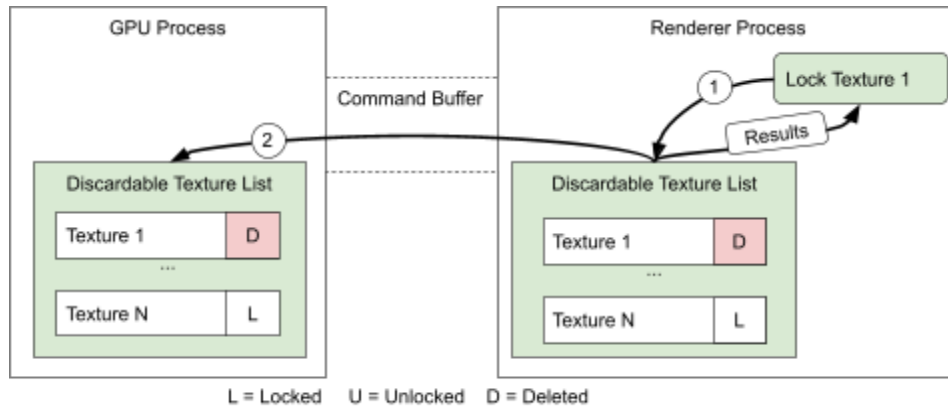 GPU Process
Renderer Process
Lock Texture 1
1
Command Buffer
Results
2
Discardable Texture List
Texture 1 D
...
Texture N L
Discardable Texture List
Texture 1 D
...
Texture N L
L = Locked U = Unlocked D = Deleted